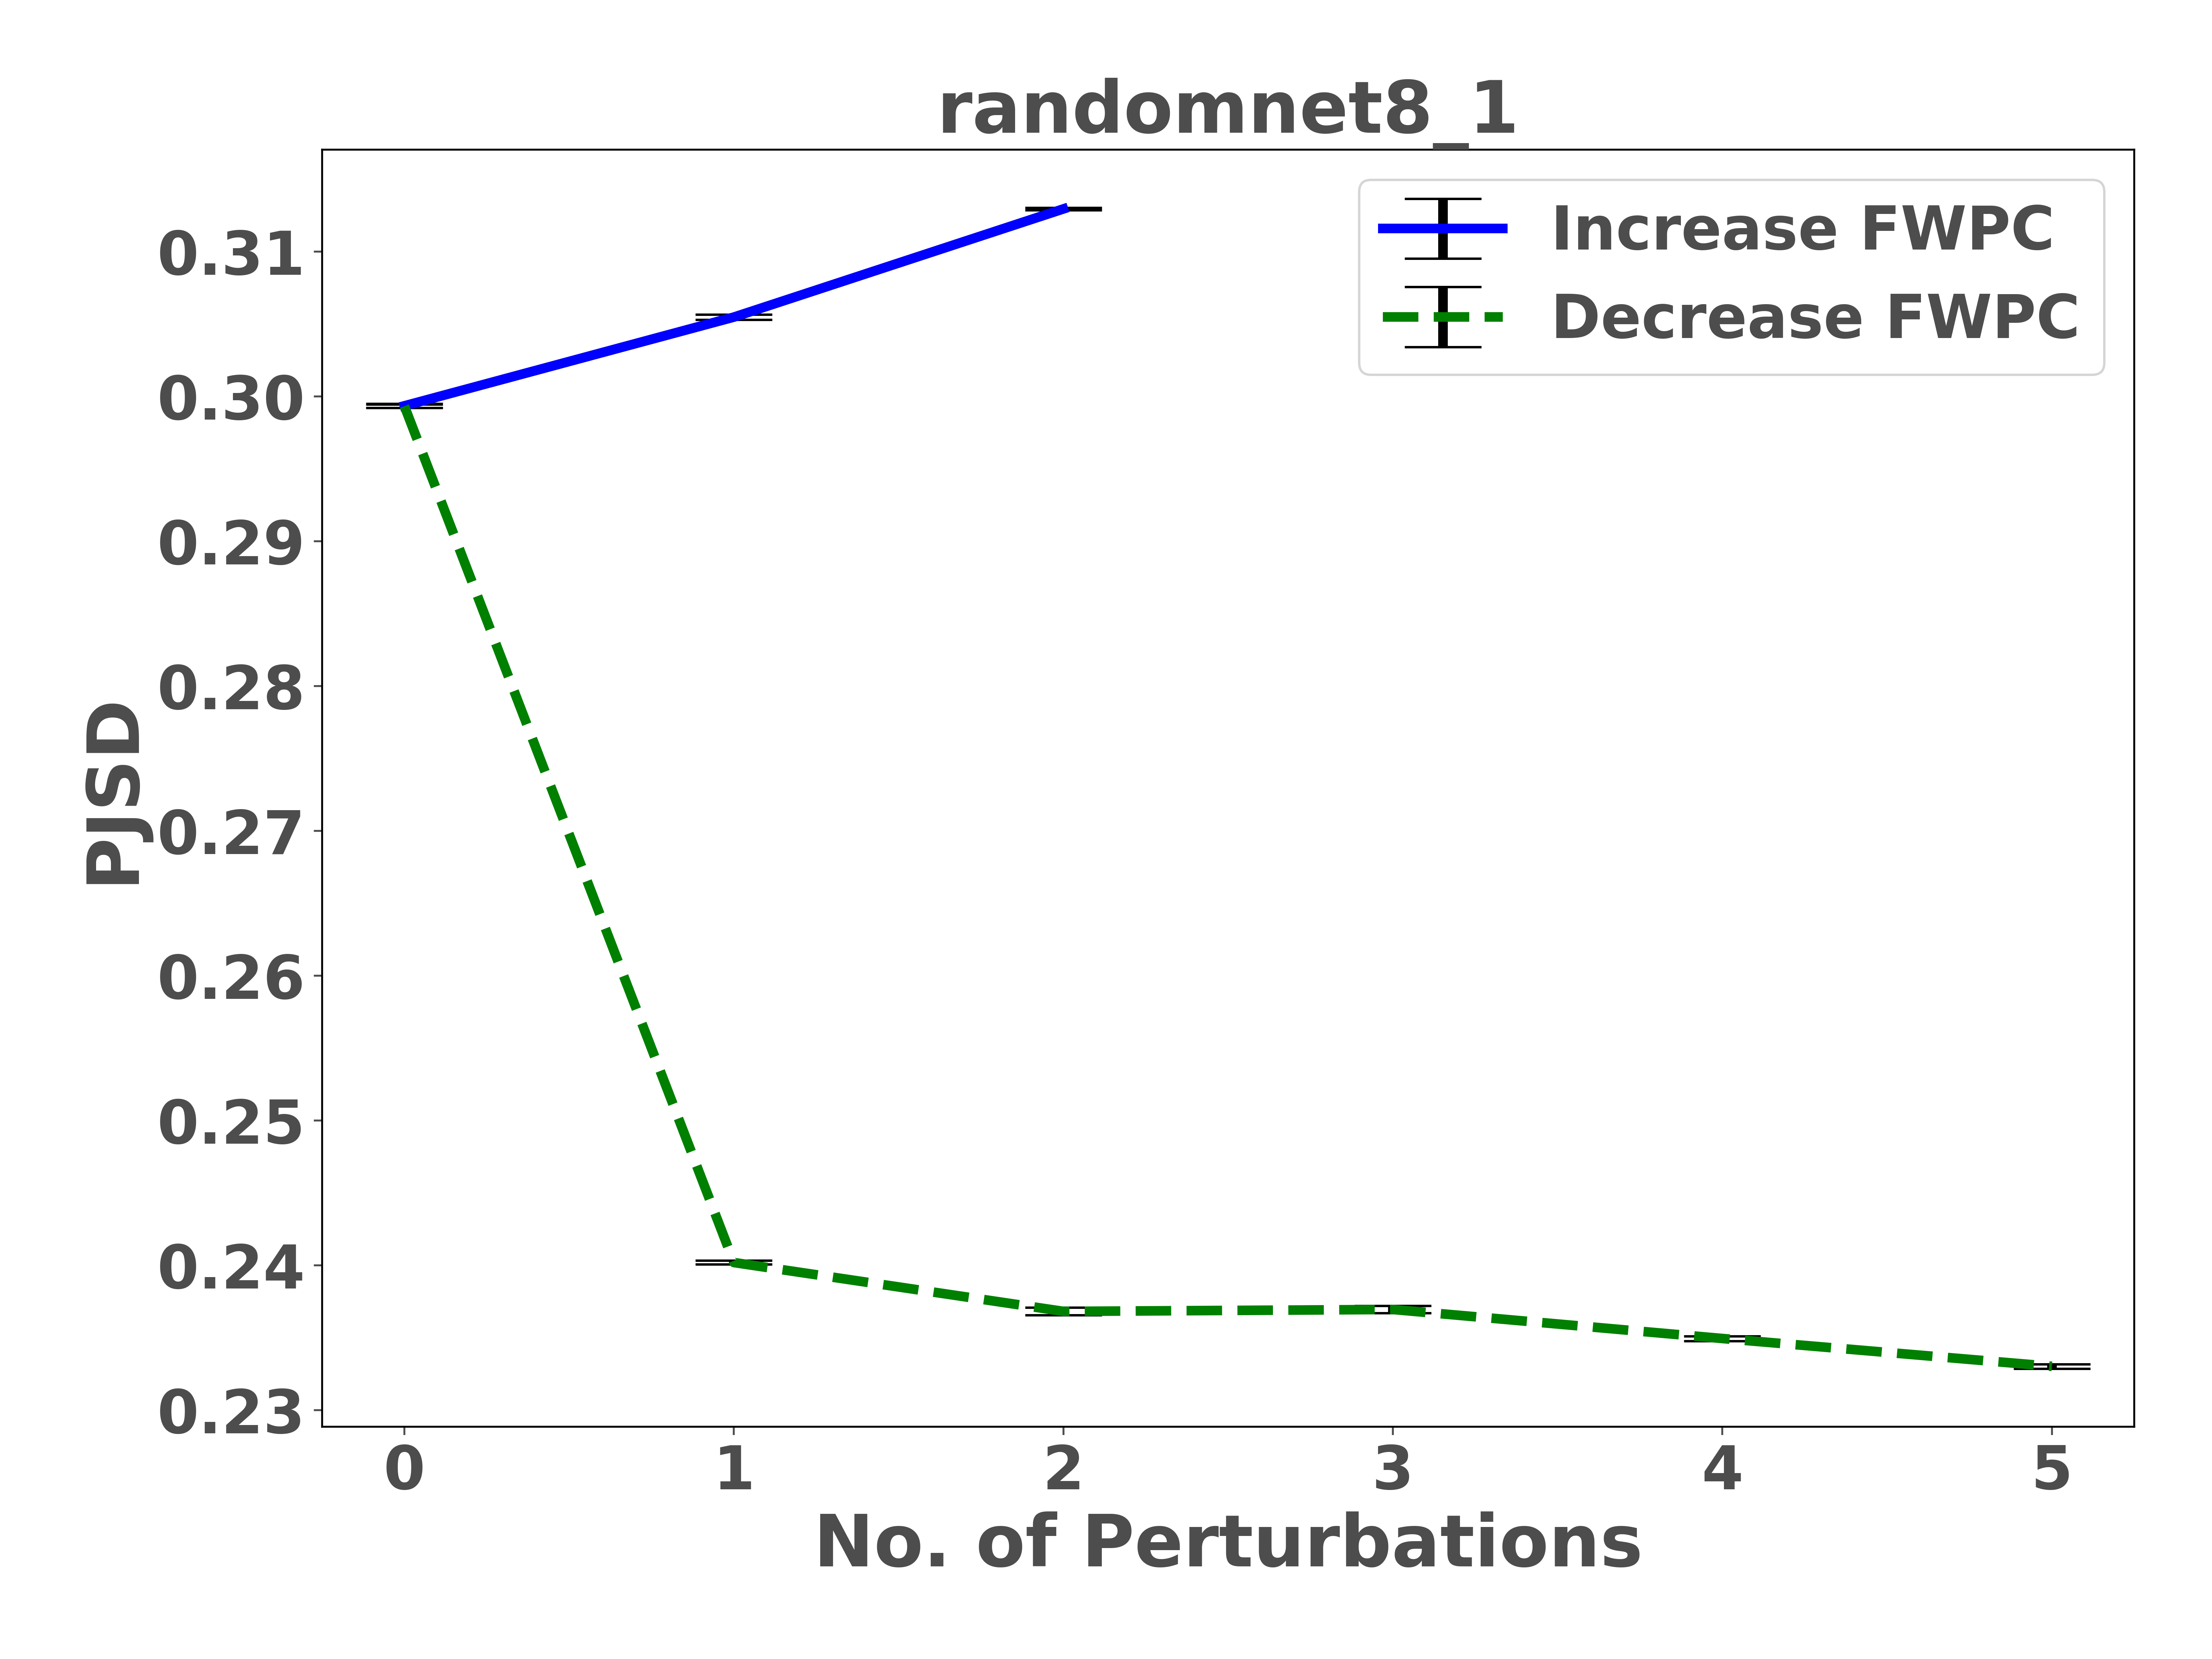 randomnet8_1
Increase FWPC
Decrease FWPC
PJSD
0.31
0.30
0.29
0.28
0.27
0.26
0.25
0.24
0.23
0 1 2 3 4 5
No. of Perturbations